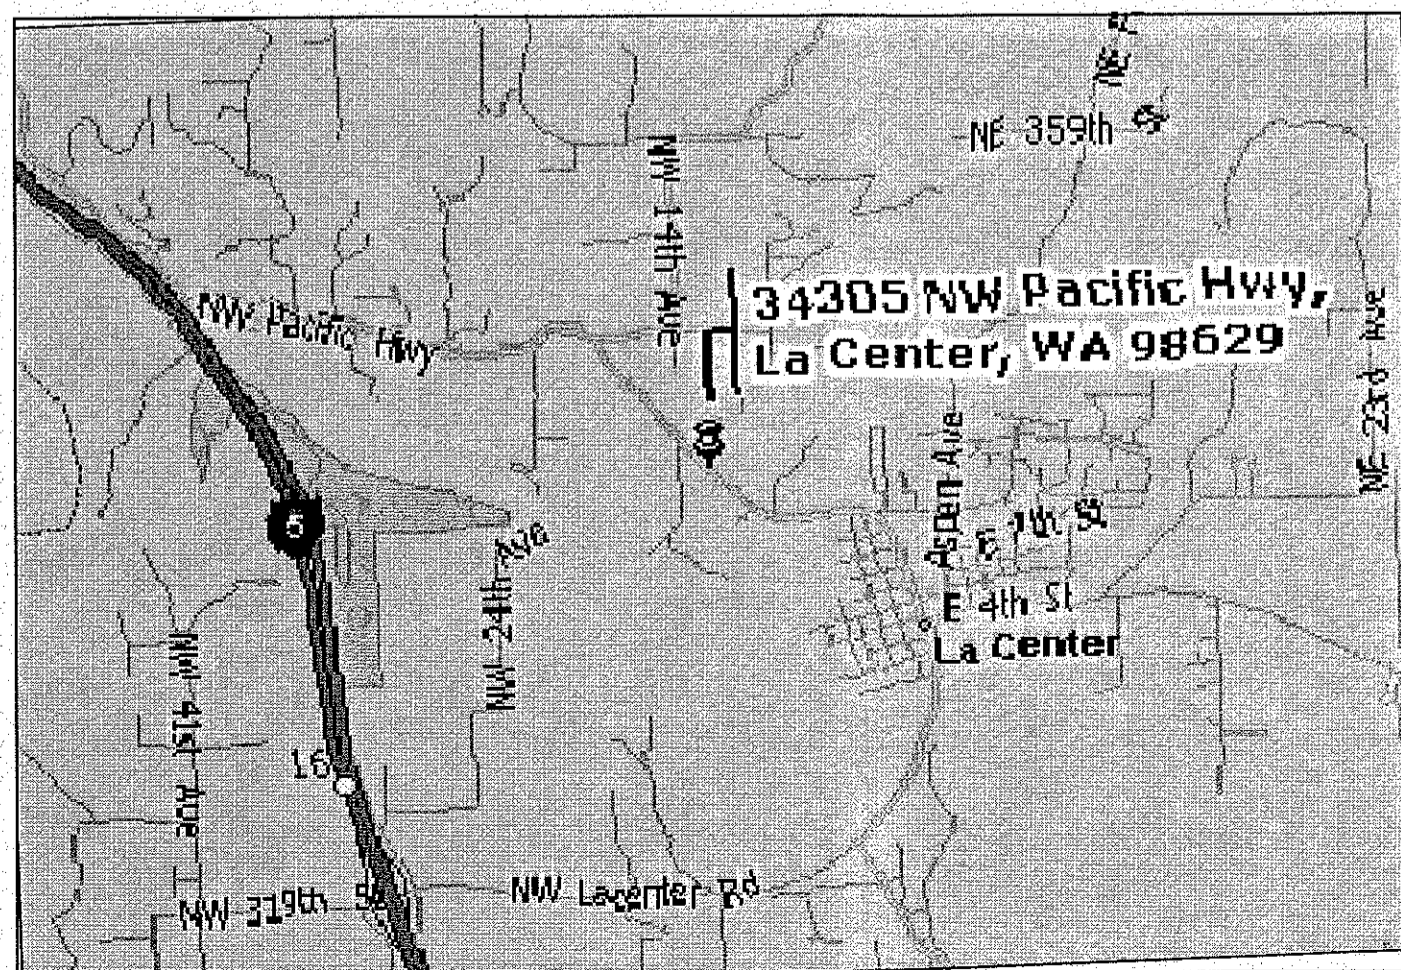 NE
NE 359th
NW 14th Ave
34305 NW Pacific Hwy,
La Center, WA 98629
NW Pacific Hwy
NE 23rd Ave
Aspen Ave
5
E 7th St
NW 24th Ave
E 4th St
La Center
NW 41st Ave
16
NW Lacenter Rd
NW 319th St